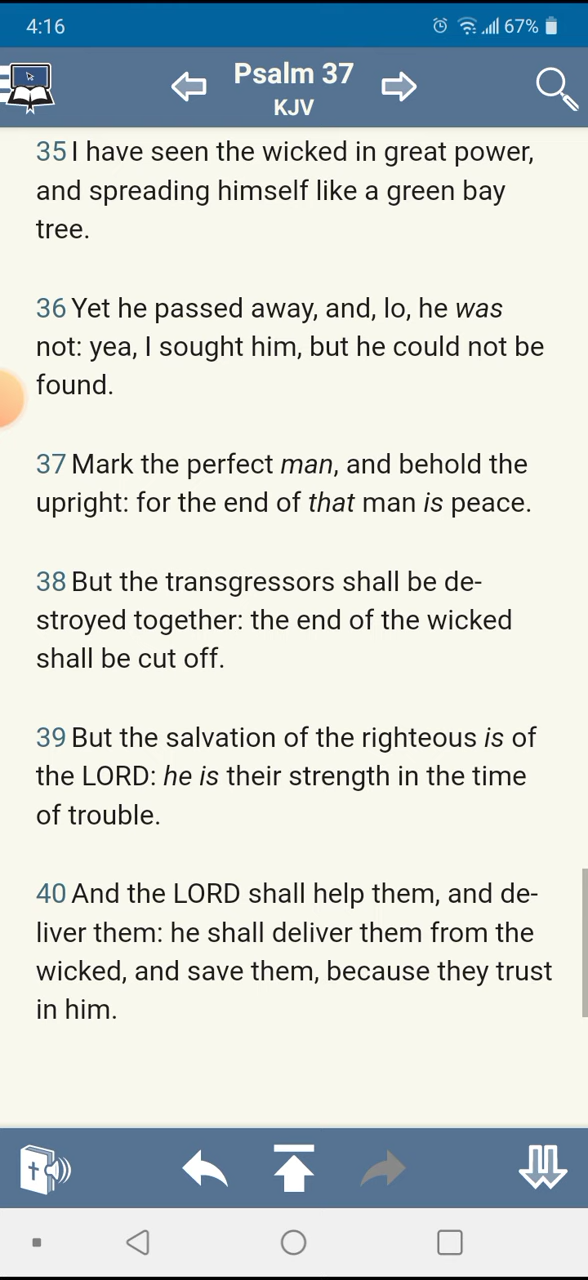 4:16
67%
Psalm 37
KJV
35 I have seen the wicked in great power,
and spreading himself like a green bay
tree.
36 Yet he passed away, and, lo, he was
not: yea, I sought him, but he could not be
found.
37 Mark the perfect man, and behold the
upright: for the end of that man is peace.
38 But the transgressors shall be de-
stroyed together: the end of the wicked
shall be cut off.
39 But the salvation of the righteous is of
the LORD: he is their strength in the time
of trouble.
40 And the LORD shall help them, and de-
liver them: he shall deliver them from the
wicked, and save them, because they trust
in him.